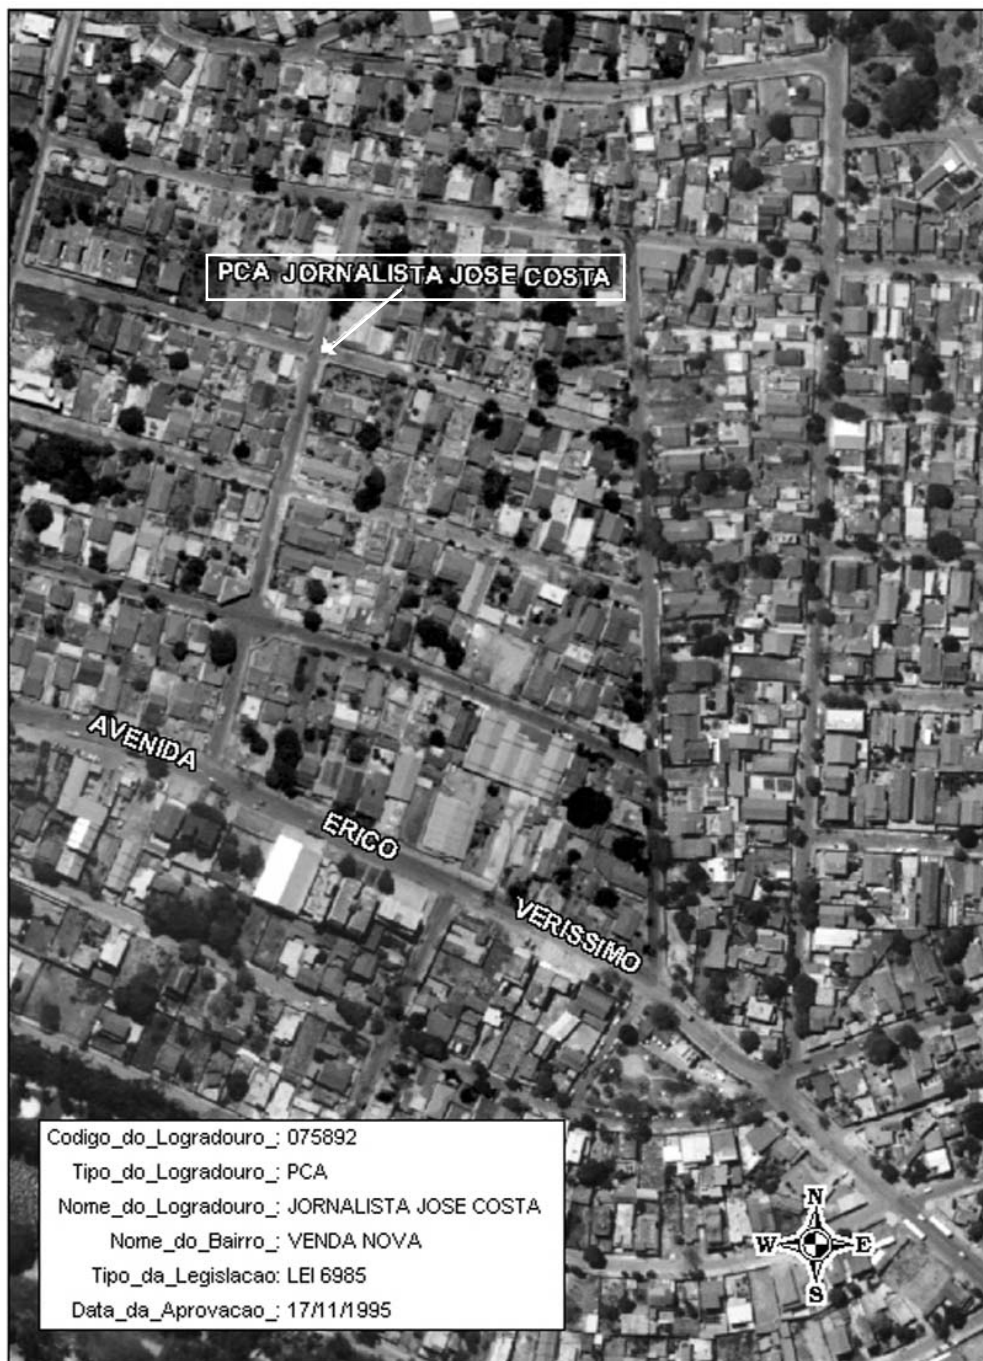 PCA JORNALISTA JOSE COSTA
AVENIDA
ERICO
VERISSIMO
Codigo_do_Logradouro_: 075892
Tipo_do_Logradouro_: PCA
Nome_do_Logradouro_: JORNALISTA JOSE COSTA
Nome_do_Bairro_: VENDA NOVA
Tipo_da_Legislacao: LEI 6985
Data_da_Aprovacao_: 17/11/1995
N
W E
S